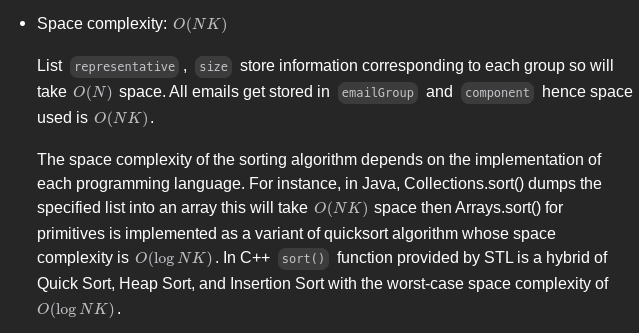 • Space complexity: O(NK)
List representative, size store information corresponding to each group so will
take O(N) space. All emails get stored in emailGroup and component hence space
used is O(NK).
The space complexity of the sorting algorithm depends on the implementation of
each programming language. For instance, in Java, Collections.sort() dumps the
specified list into an array this will take O(NK) space then Arrays.sort() for
primitives is implemented as a variant of quicksort algorithm whose space
complexity is O(log NK). In C++ sort() function provided by STL is a hybrid of
Quick Sort, Heap Sort, and Insertion Sort with the worst-case space complexity of
O(log NK).